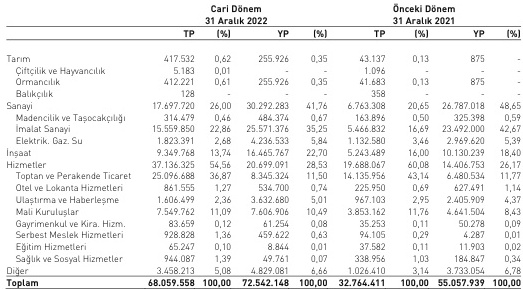 Cari Dönem Önceki Dönem
31 Aralık 2022 31 Aralık 2021
TP (%) YP (%) TP (%) YP (%)
Tarım 417.532 0,62 255.926 0,35 43.137 0,13 875 -
Çiftçilik ve Hayvancılık 5.183 0,01 - - 1.096 - - -
Ormancılık 412.221 0,61 255.926 0,35 41.683 0,13 875 -
Balıkçılık 128 - - - 358 - - -
Sanayi 17.697.720 26,00 30.292.283 41,76 6.763.308 20,65 26.787.018 48,65
Madencilik ve Taşocakçılığı 314.479 0,46 484.374 0,67 163.896 0,50 325.398 0,59
İmalat Sanayi 15.559.850 22,86 25.571.376 35,25 5.466.832 16,69 23.492.000 42,67
Elektrik. Gaz. Su 1.823.391 2,68 4.236.533 5,84 1.132.580 3,46 2.969.620 5,39
İnşaat 9.349.768 13,74 16.465.767 22,70 5.243.489 16,00 10.130.239 18,40
Hizmetler 37.136.325 54,56 20.699.091 28,53 19.688.067 60,08 14.406.753 26,17
Toptan ve Perakende Ticaret 25.096.688 36,87 8.345.324 11,50 14.135.956 43,14 6.480.534 11,77
Otel ve Lokanta Hizmetleri 861.555 1,27 534.700 0,74 225.950 0,69 627.491 1,14
Ulaştırma ve Haberleşme 1.606.499 2,36 3.632.680 5,01 967.103 2,95 2.405.909 4,37
Mali Kuruluşlar 7.549.762 11,09 7.606.906 10,49 3.853.162 11,76 4.641.504 8,43
Gayrimenkul ve Kira. Hizm. 83.659 0,12 61.254 0,08 35.253 0,11 50.278 0,09
Serbest Meslek Hizmetleri 928.828 1,36 459.622 0,63 94.105 0,29 4.287 0,01
Eğitim Hizmetleri 65.247 0,10 8.844 0,01 37.582 0,11 11.903 0,02
Sağlık ve Sosyal Hizmetler 944.087 1,39 49.761 0,07 338.956 1,03 184.847 0,34
Diğer 3.458.213 5,08 4.829.081 6,66 1.026.410 3,14 3.733.054 6,78
Toplam 68.059.558 100,00 72.542.148 100,00 32.764.411 100,00 55.057.939 100,00